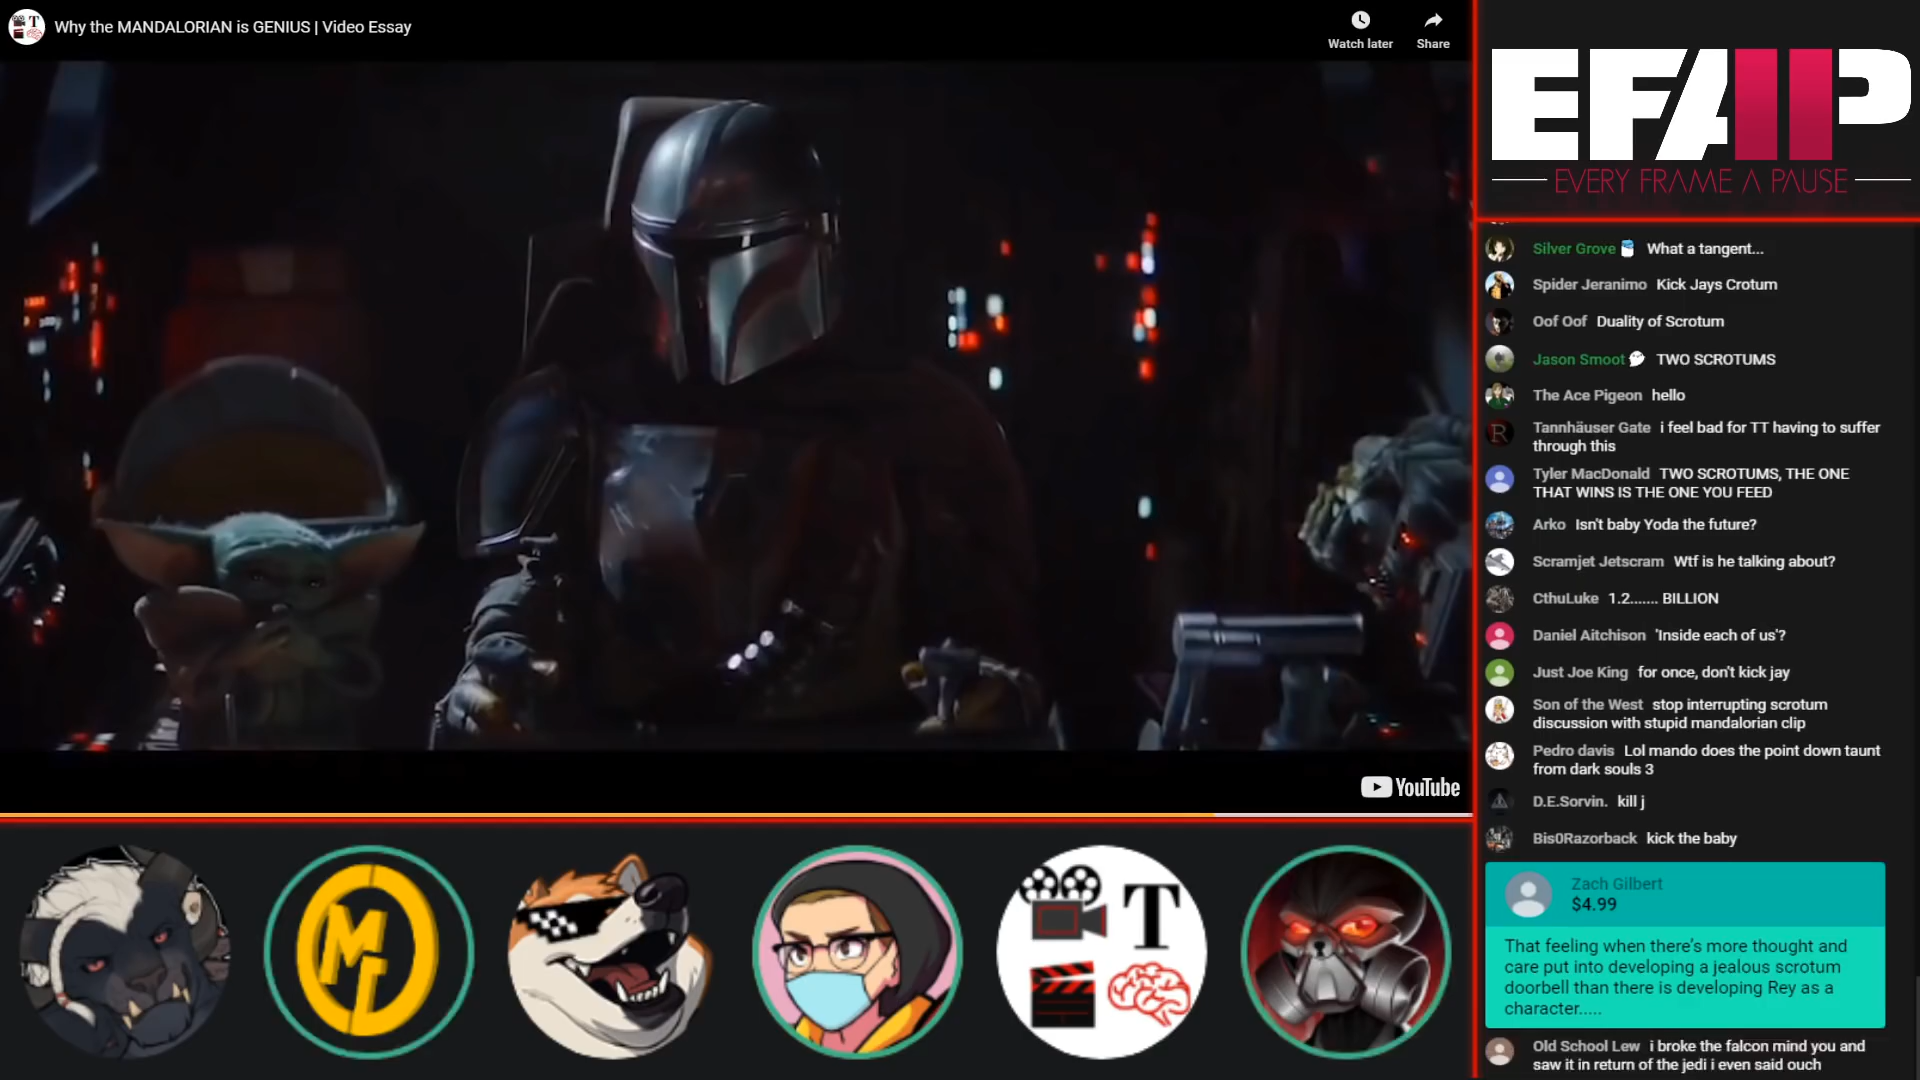 Why the MANDALORIAN is GENIUS | Video Essay
Watch later
Share
EFAP
EVERY FRAME A PAUSE
Silver Grove What a tangent...
Spider Jeranimo Kick Jays Crotum
Oof Oof Duality of Scrotum
Jason Smoot TWO SCROTUMS
The Ace Pigeon hello
Tannhäuser Gate i feel bad for TT having to suffer
through this
Tyler MacDonald TWO SCROTUMS, THE ONE
THAT WINS IS THE ONE YOU FEED
Arko Isn't baby Yoda the future?
Scramjet Jetscram Wtf is he talking about?
CthuLuke 1.2....... BILLION
Daniel Aitchison 'Inside each of us'?
Just Joe King for once, don't kick jay
Son of the West stop interrupting scrotum
discussion with stupid mandalorian clip
Pedro davis Lol mando does the point down taunt
from dark souls 3
D.E.Sorvin. kill j
Bis0Razorback kick the baby
Zach Gilbert
$4.99
That feeling when there's more thought and
care put into developing a jealous scrotum
doorbell than there is developing Rey as a
character.....
Old School Lew i broke the falcon mind you and
saw it in return of the jedi i even said ouch
YouTube
T
R